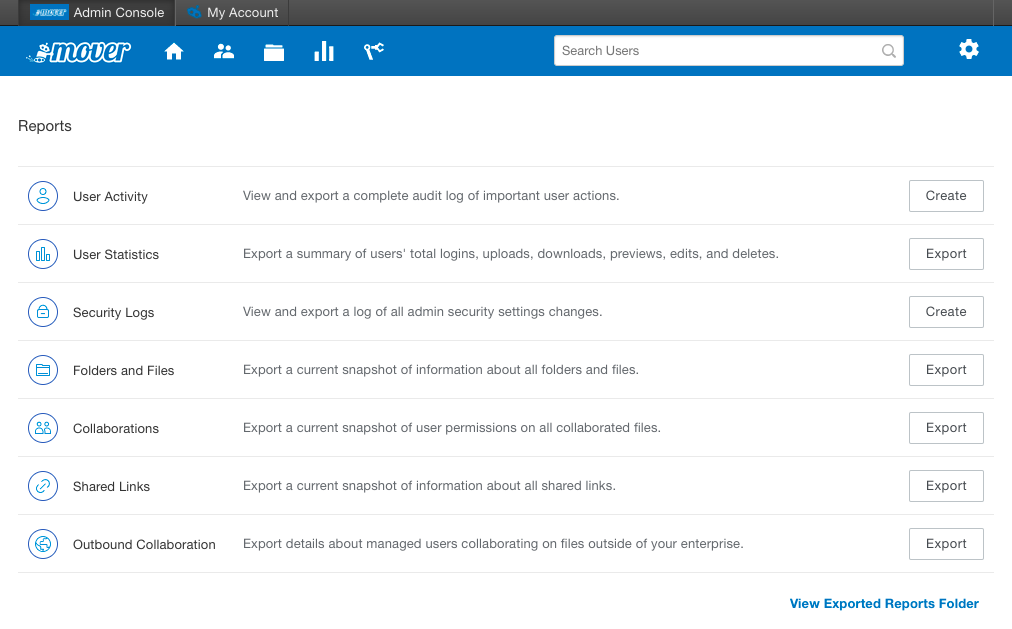 mover Admin Console My Account
mover Search Users
Reports
User Activity View and export a complete audit log of important user actions. Create
User Statistics Export a summary of users' total logins, uploads, downloads, previews, edits, and deletes. Export
Security Logs View and export a log of all admin security settings changes. Create
Folders and Files Export a current snapshot of information about all folders and files. Export
Collaborations Export a current snapshot of user permissions on all collaborated files. Export
Shared Links Export a current snapshot of information about all shared links. Export
Outbound Collaboration Export details about managed users collaborating on files outside of your enterprise. Export
View Exported Reports Folder